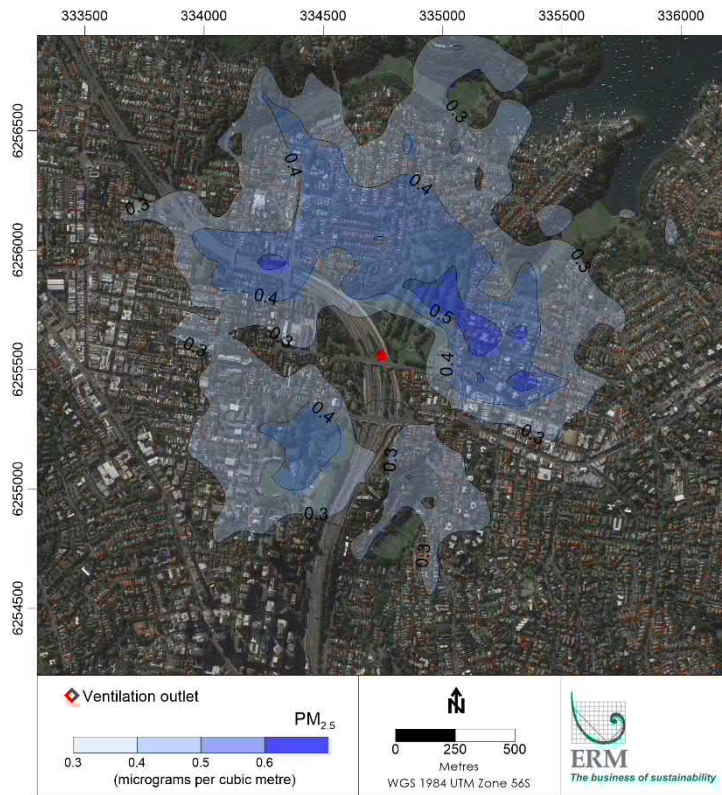 333500 334000 334500 335000 335500 336000
6256500
6256000
6255500
6255000
6254500
0.3
0.3
0.4
0.4
0.3
0.4
0.5
0.3
0.3
0.4
0.4
0.3
0.3
0.3
0.3
Ventilation outlet
PM2.5
0.3 0.4 0.5 0.6
(micrograms per cubic metre)
N
0 250 500
Metres
WGS 1984 UTM Zone 56S
ERM
The business of sustainability